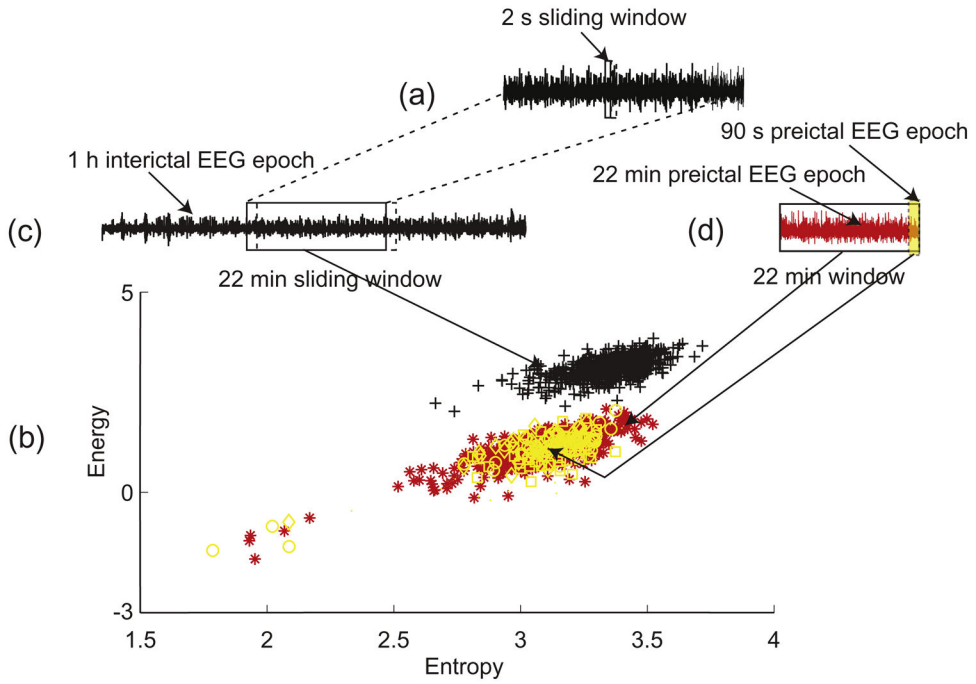 2 s sliding window
(a)
90 s preictal EEG epoch
1 h interictal EEG epoch
22 min preictal EEG epoch
(c)
(d)
22 min sliding window
22 min window
5
(b)
Energy
0
-3
1.5
2
2.5
3
3.5
4
Entropy